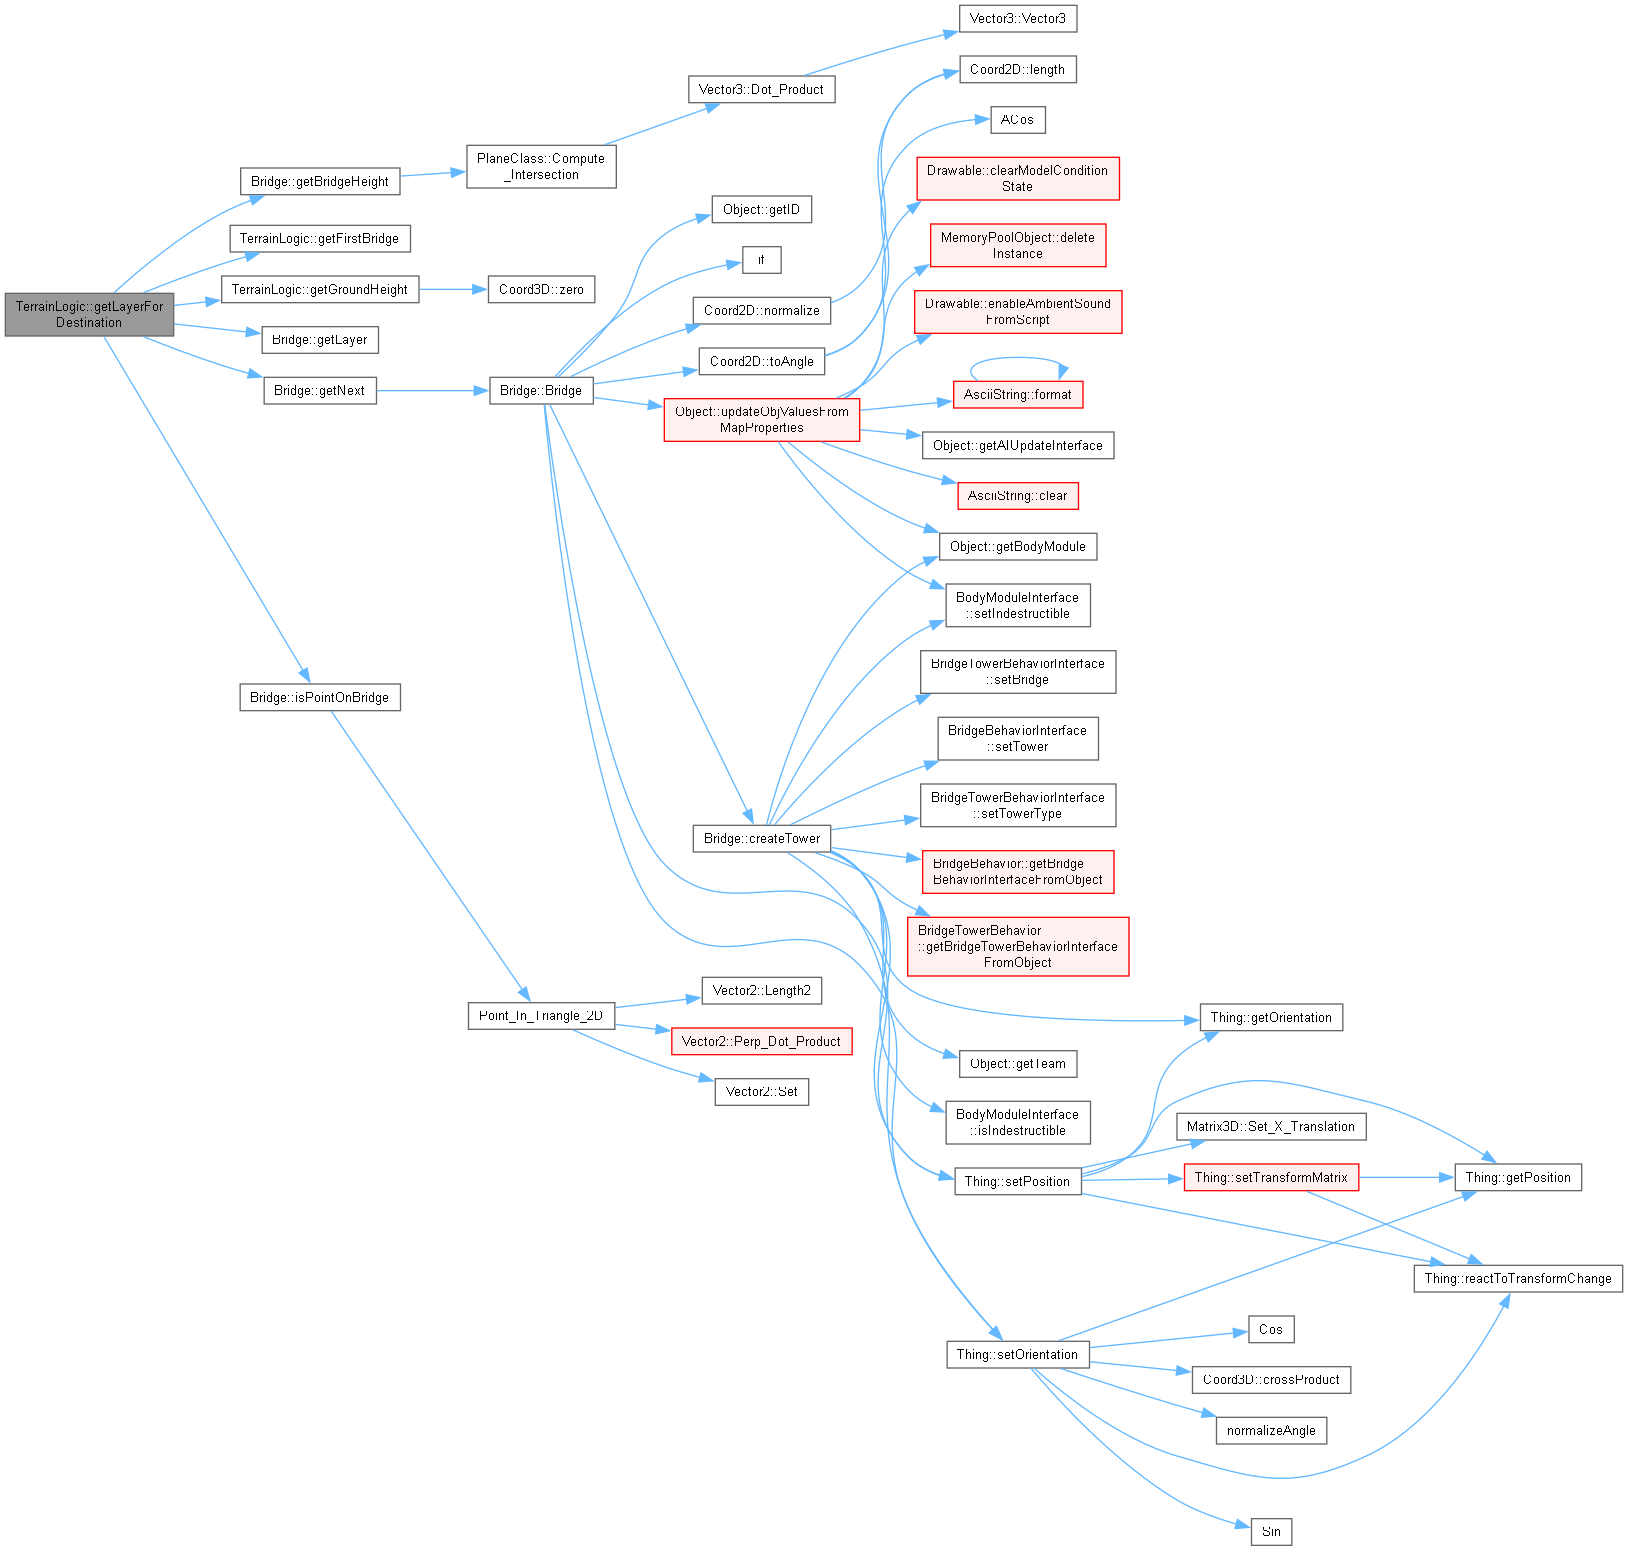 Vector3::Vector3
Coord2D::length
Vector3::Dot_Product
ACos
PlaneClass::Compute
_Intersection
Drawable::clearModelCondition
State
Bridge::getBridgeHeight
Object::getID
TerrainLogic::getFirstBridge
MemoryPoolObject::delete
Instance
if
TerrainLogic::getGroundHeight
Coord3D::zero
TerrainLogic::getLayerFor
Destination
Coord2D::normalize
Drawable::enableAmbientSound
FromScript
Bridge::getLayer
Coord2D::toAngle
Bridge::getNext
Bridge::Bridge
AsciiString::format
Object::updateObjValuesFrom
MapProperties
Object::getAIUpdateInterface
AsciiString::clear
Object::getBodyModule
BodyModuleInterface
::setIndestructible
BridgeTowerBehaviorInterface
::setBridge
Bridge::isPointOnBridge
BridgeBehaviorInterface
::setTower
BridgeTowerBehaviorInterface
::setTowerType
Bridge::createTower
BridgeBehavior::getBridge
BehaviorInterfaceFromObject
BridgeTowerBehavior
::getBridgeTowerBehaviorInterface
FromObject
Vector2::Length2
Point_In_Triangle_2D
Thing::getOrientation
Vector2::Perp_Dot_Product
Object::getTeam
Vector2::Set
BodyModuleInterface
::isIndestructible
Matrix3D::Set_X_Translation
Thing::setPosition
Thing::setTransformMatrix
Thing::getPosition
Thing::reactToTransformChange
Cos
Thing::setOrientation
Coord3D::crossProduct
normalizeAngle
Sin